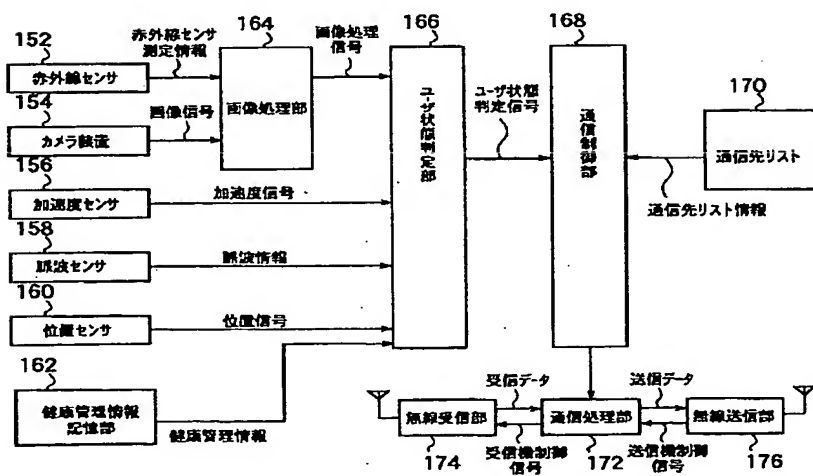 152
赤外線センサ
赤外線センサ
測定情報
164
画像処理部
画像処理
信号
166
ユーザ状態判定部
168
通信制御部
ユーザ状態
判定信号
170
通信先リスト
通信先リスト情報
154
カメラ装置
画像信号
156
加速度センサ
加速度信号
158
脈波センサ
脈波情報
160
位置センサ
位置信号
162
健康管理情報
記憶部
健康管理情報
受信データ
送信データ
無線受信部
通信処理部
無線送信部
174
受信機制御
信号
172
送信機制御
信号
176